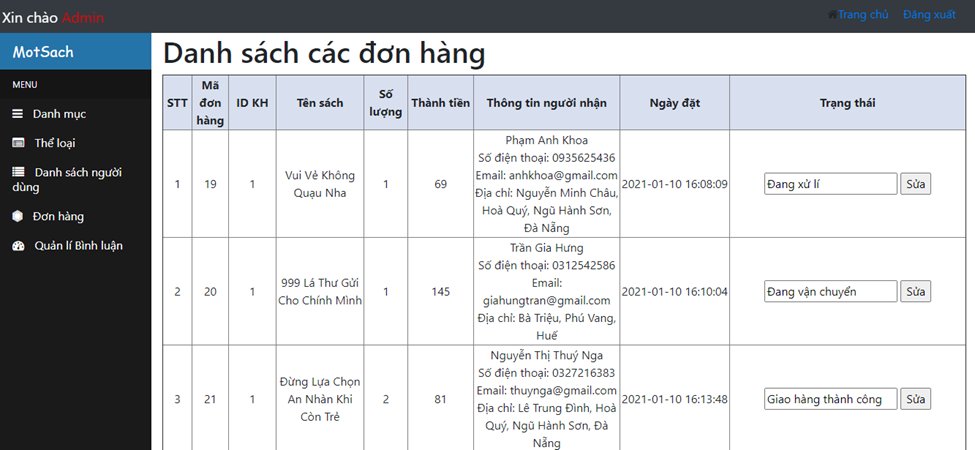 Xin chào Admin
Trang chủ
Đăng xuất
MotSach
MENU
Danh mục
Thể loại
Danh sách người
dùng
Đơn hàng
Quản lí Bình luận
Danh sách các đơn hàng
STT
Mã
đơn
hàng
ID KH
Tên sách
Số
lượng
Thành tiền
Thông tin người nhận
Ngày đặt
Trạng thái
1
19
1
Vui Vẻ Không
Quạu Nha
1
69
Phạm Anh Khoa
Số điện thoại: 0935625436
Email: anhkhoa@gmail.com
Địa chỉ: Nguyễn Minh Châu,
Hoà Quý, Ngũ Hành Sơn,
Đà Nẵng
2021-01-10 16:08:09
Đang xử lí
Sửa
2
20
1
999 Lá Thư Gửi
Cho Chính Mình
1
145
Trần Gia Hưng
Số điện thoại: 0312542586
Email:
giahungtran@gmail.com
Địa chỉ: Bà Triệu, Phú Vang,
Huế
2021-01-10 16:10:04
Đang vận chuyển
Sửa
3
21
1
Đừng Lựa Chọn
An Nhàn Khi
Còn Trẻ
2
81
Nguyễn Thị Thuý Nga
Số điện thoại: 0327216383
Email: thuynga@gmail.com
Địa chỉ: Lê Trung Đình, Hoà
Quý, Ngũ Hành Sơn, Đà
Nẵng
2021-01-10 16:13:48
Giao hàng thành công
Sửa